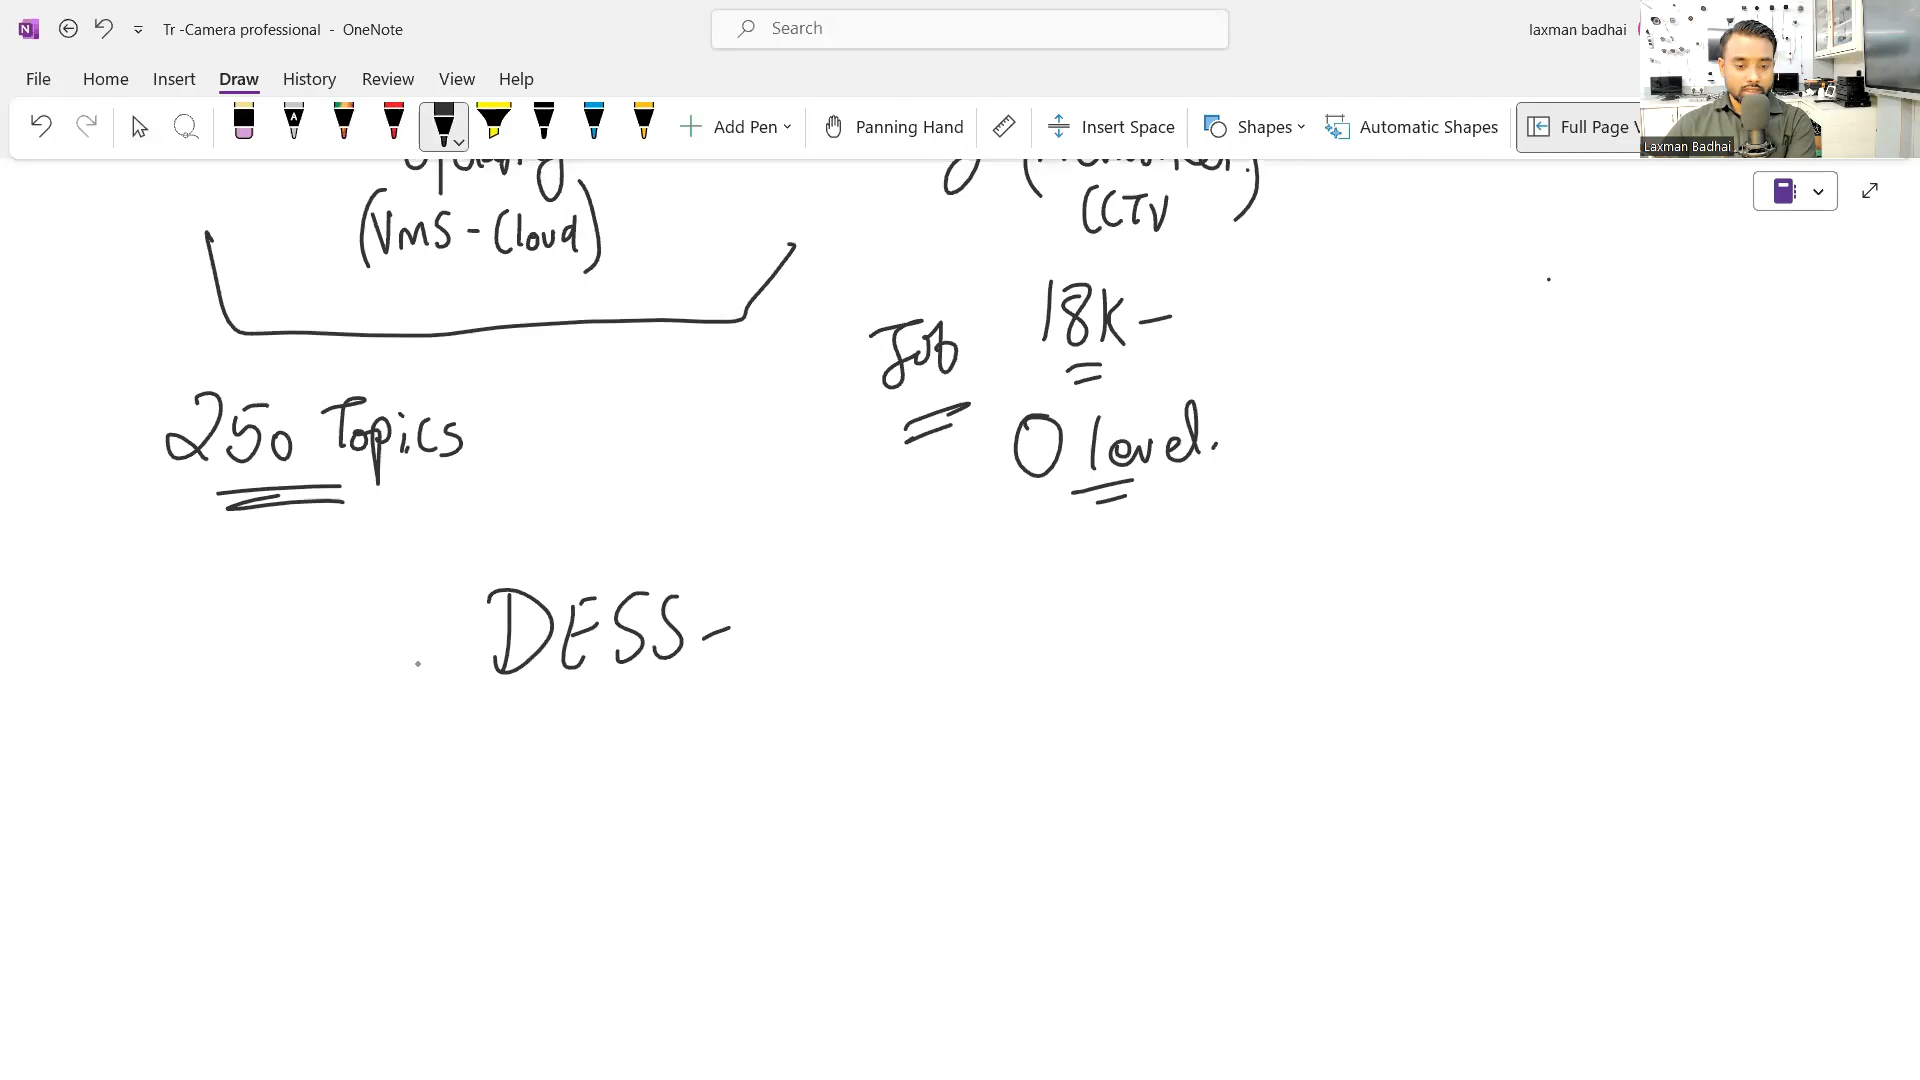 Tr -Camera professional - OneNote
Search
laxman badhai
File Home Insert Draw History Review View Help
Add Pen Panning Hand Insert Space Shapes Automatic Shapes Full Page V
Laxman Badhai
(VmS - Cloud)
CCTV
Job 18K -
250 Topics
0 level.
DESS -